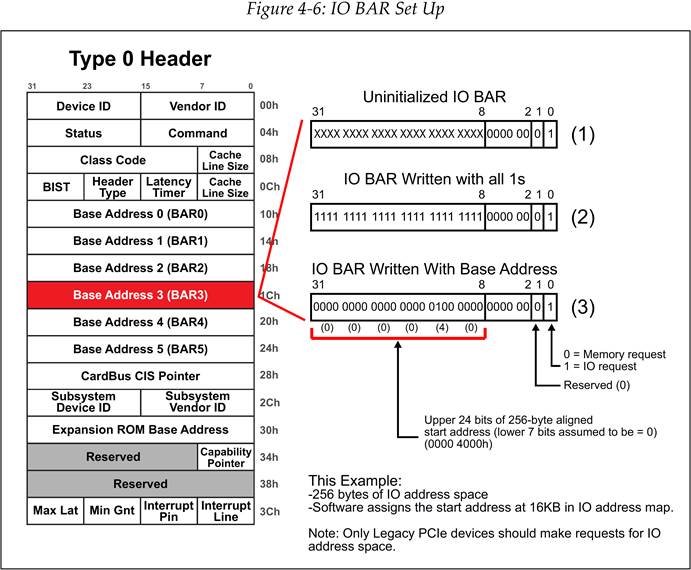 Figure 4-6: IO BAR Set Up
Type 0 Header
31 23 15 7 0
Device ID Vendor ID 00h
Status Command 04h
Class Code Cache Line Size 08h
BIST Header Type Latency Timer Cache Line Size 0Ch
Base Address 0 (BAR0) 10h
Base Address 1 (BAR1) 14h
Base Address 2 (BAR2) 18h
Base Address 3 (BAR3) 1Ch
Base Address 4 (BAR4) 20h
Base Address 5 (BAR5) 24h
CardBus CIS Pointer 28h
Subsystem Device ID Subsystem Vendor ID 2Ch
Expansion ROM Base Address 30h
Reserved Capability Pointer 34h
Reserved 38h
Max Lat Min Gnt Interrupt Pin Interrupt Line 3Ch
Uninitialized IO BAR
31 8 2 1 0
XXXX XXXX XXXX XXXX XXXX XXXX 0000 00 0 1 (1)
IO BAR Written with all 1s
31 8 2 1 0
1111 1111 1111 1111 1111 1111 0000 00 0 1 (2)
IO BAR Written With Base Address
31 8 2 1 0
0000 0000 0000 0000 0100 0000 0000 00 0 1 (3)
(0) (0) (0) (0) (4) (0)
0 = Memory request
1 = IO request
Reserved (0)
Upper 24 bits of 256-byte aligned
start address (lower 7 bits assumed to be = 0)
(0000 4000h)
This Example:
-256 bytes of IO address space
-Software assigns the start address at 16KB in IO address map.
Note: Only Legacy PCIe devices should make requests for IO
address space.